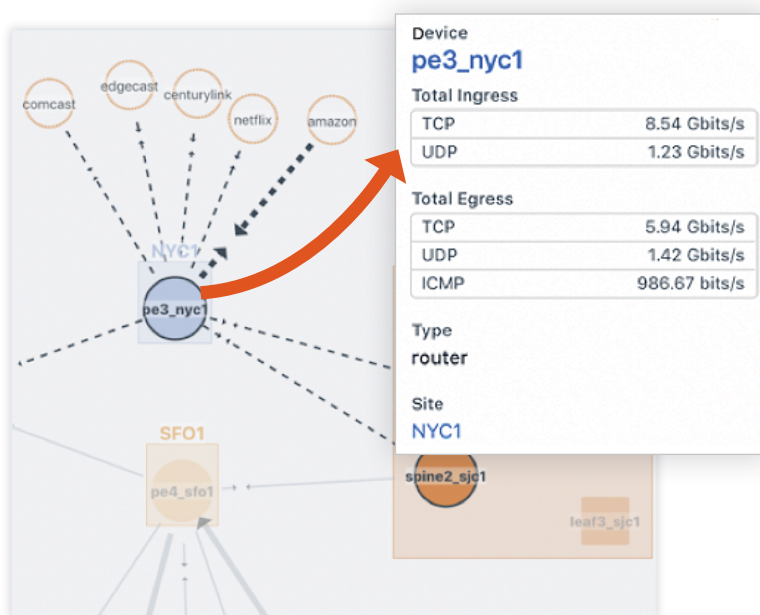 comcast
edgecast
centurylink
netflix
amazon
NYC1
pe3_nyc1
SFO1
pe4_sfo1
spine2_sjc1
leaf3_sjc1
Device
pe3_nyc1
Total Ingress
TCP 8.54 Gbits/s
UDP 1.23 Gbits/s
Total Egress
TCP 5.94 Gbits/s
UDP 1.42 Gbits/s
ICMP 986.67 bits/s
Type
router
Site
NYC1